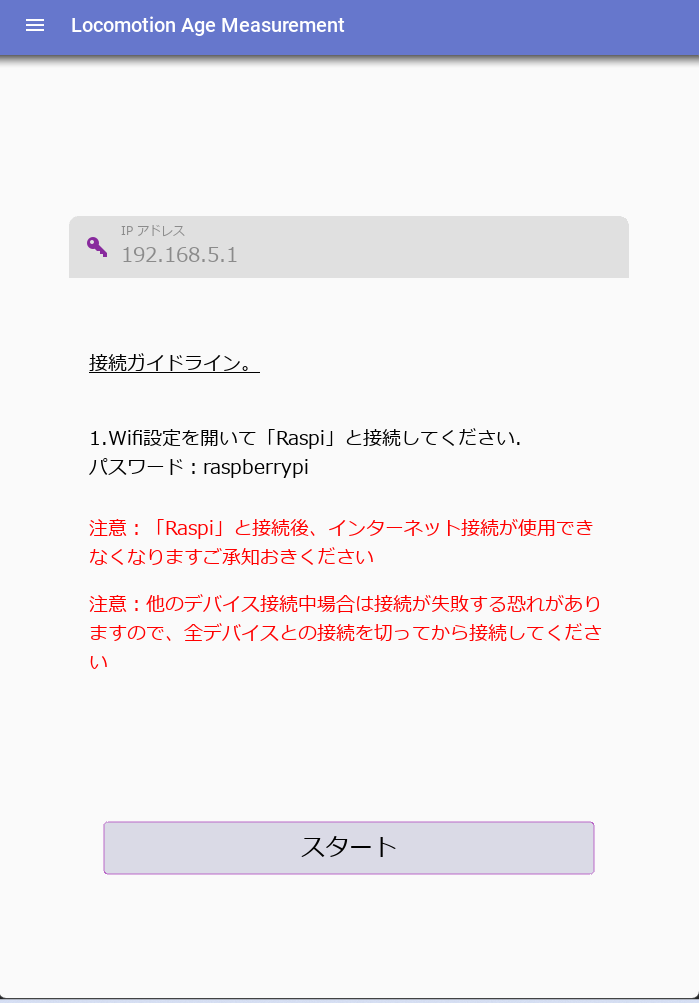 Locomotion Age Measurement
IP アドレス
192.168.5.1
接続ガイドライン。
1.Wifi設定を開いて「Raspi」と接続してください.
パスワード：raspberrypi
注意：「Raspi」と接続後、インターネット接続が使用でき
なくなりますご承知おきください
注意：他のデバイス接続中場合は接続が失敗する恐れがあり
ますので、全デバイスとの接続を切ってから接続してくださ
い
スタート